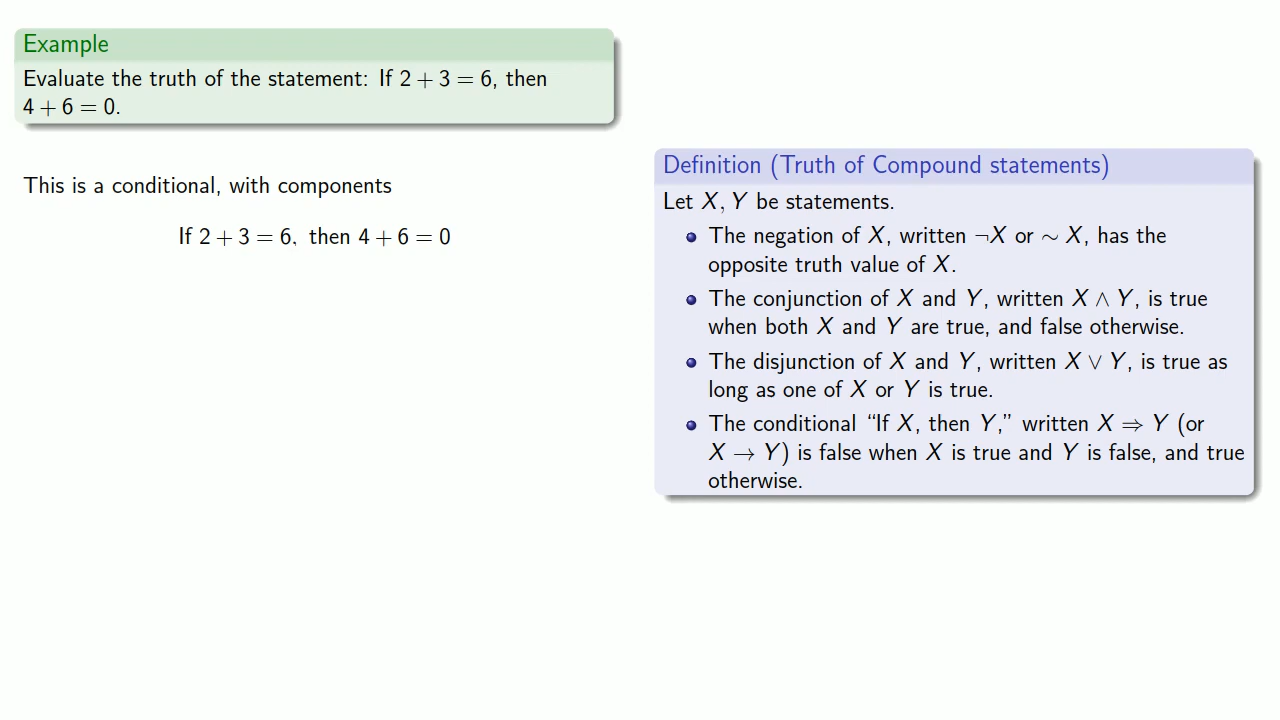 Example
Evaluate the truth of the statement: If 2 + 3 = 6, then
4 + 6 = 0.
This is a conditional, with components
If 2 + 3 = 6, then 4 + 6 = 0
Definition (Truth of Compound statements)
Let X, Y be statements.
• The negation of X, written ¬X or ∼ X, has the
opposite truth value of X.
• The conjunction of X and Y, written X ∧ Y, is true
when both X and Y are true, and false otherwise.
• The disjunction of X and Y, written X ∨ Y, is true as
long as one of X or Y is true.
• The conditional “If X, then Y,” written X ⇒ Y (or
X → Y) is false when X is true and Y is false, and true
otherwise.